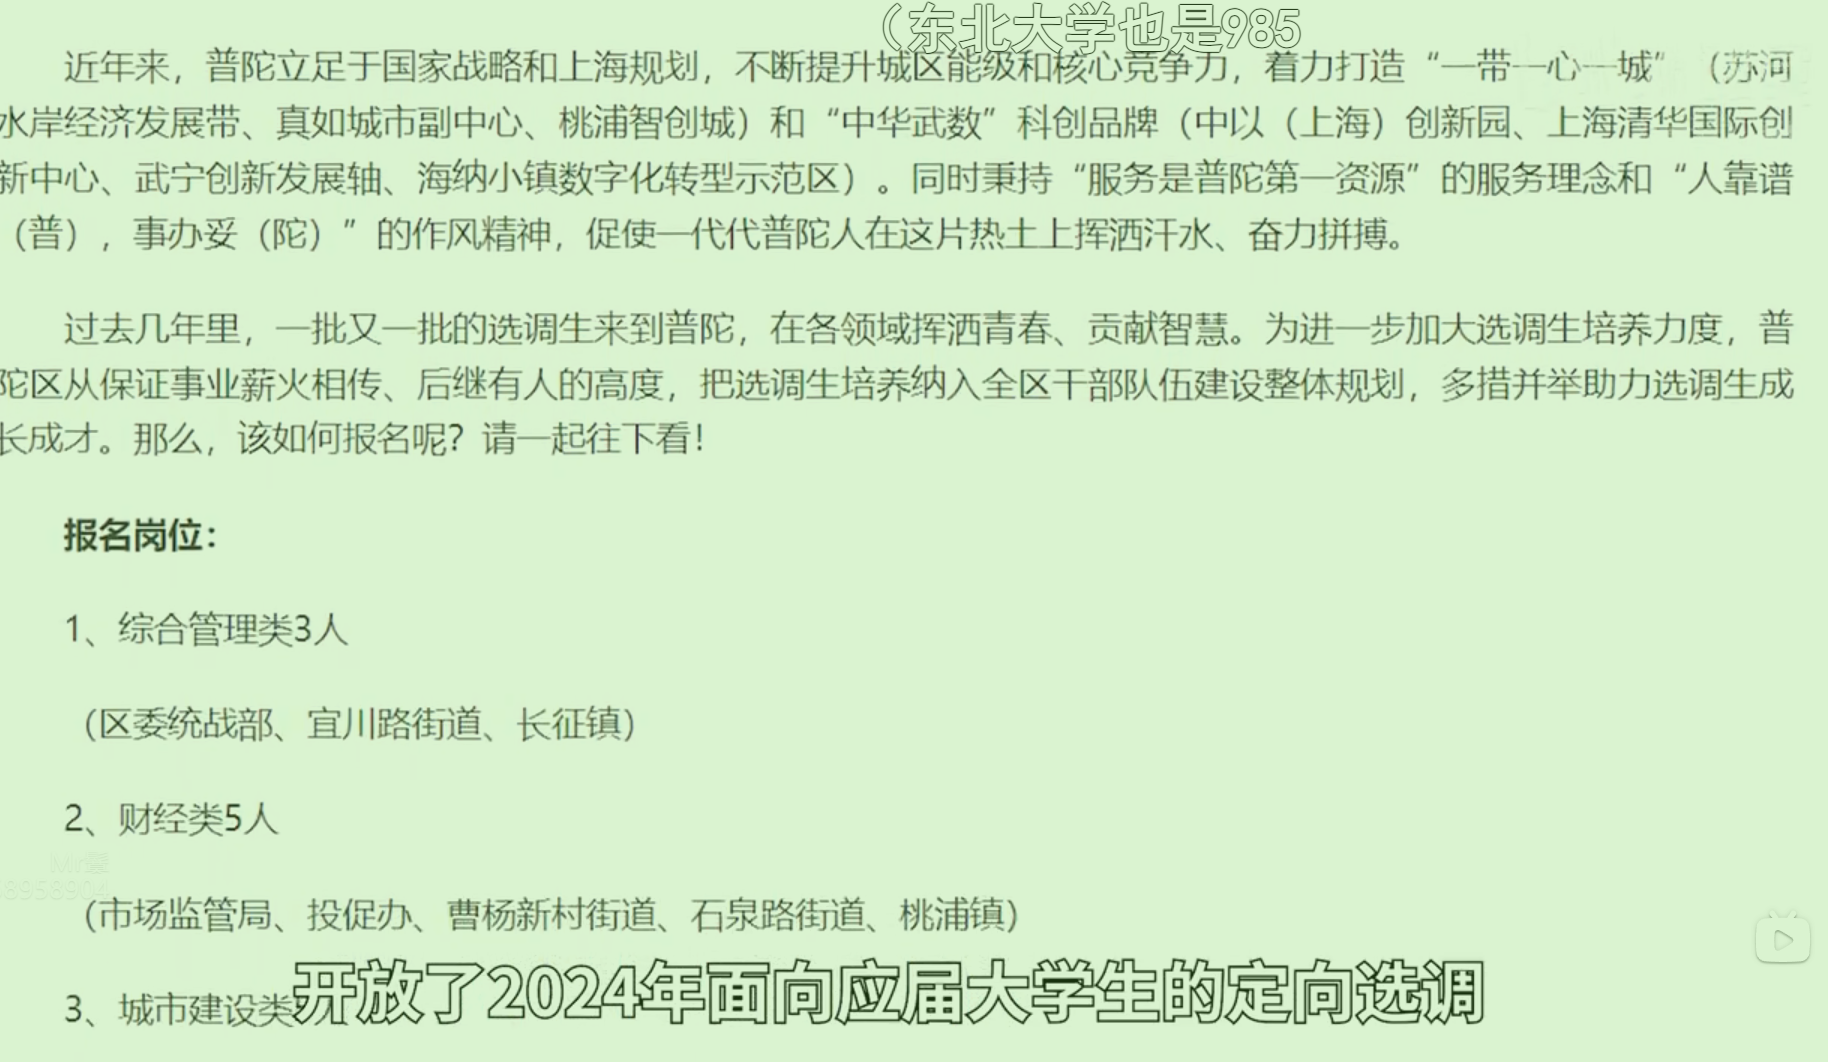 （东北大学也是985
近年来，普陀立足于国家战略和上海规划，不断提升城区能级和核心竞争力，着力打造“一带一心一城”（苏河
水岸经济发展带、真如城市副中心、桃浦智创城）和“中华武数”科创品牌（中以（上海）创新园、上海清华国际创
新中心、武宁创新发展轴、海纳小镇数字化转型示范区）。同时秉持“服务是普陀第一资源”的服务理念和“人靠谱
（普），事办妥（陀）”的作风精神，促使一代代普陀人在这片热土上挥洒汗水、奋力拼搏。
过去几年里，一批又一批的选调生来到普陀，在各领域挥洒青春、贡献智慧。为进一步加大选调生培养力度，普
陀区从保证事业薪火相传、后继有人的高度，把选调生培养纳入全区干部队伍建设整体规划，多措并举助力选调生成
长成才。那么，该如何报名呢？请一起往下看！
报名岗位：
1、综合管理类3人
（区委统战部、宜川路街道、长征镇）
2、财经类5人
（市场监管局、投促办、曹杨新村街道、石泉路街道、桃浦镇）
3、城市建设类
开放了2024年面向应届大学生的定向选调